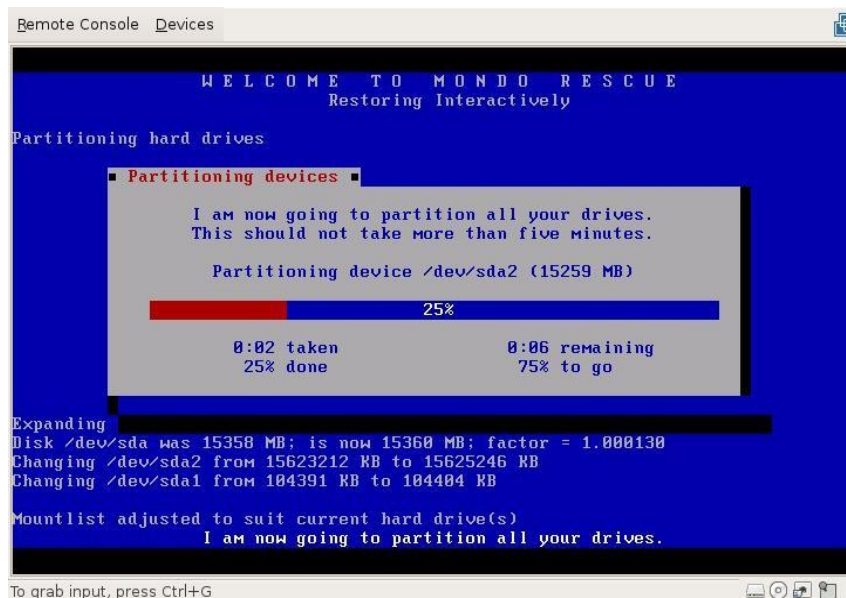 Remote Console Devices
W E L C O M E T O M O N D O R E S C U E
Restoring Interactively
Partitioning hard drives
Partitioning devices
I am now going to partition all your drives.
This should not take more than five minutes.
Partitioning device /dev/sda2 (15259 MB)
25%
0:02 taken 0:06 remaining
25% done 75% to go
Expanding
Disk /dev/sda was 15358 MB; is now 15360 MB; factor = 1.000130
Changing /dev/sda2 from 15623212 KB to 15625246 KB
Changing /dev/sda1 from 104391 KB to 104404 KB
Mountlist adjusted to suit current hard drive(s)
I am now going to partition all your drives.
To grab input, press Ctrl+G